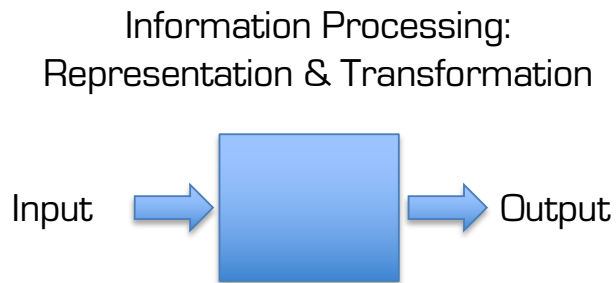 Information Processing:
Representation & Transformation
Input
Output